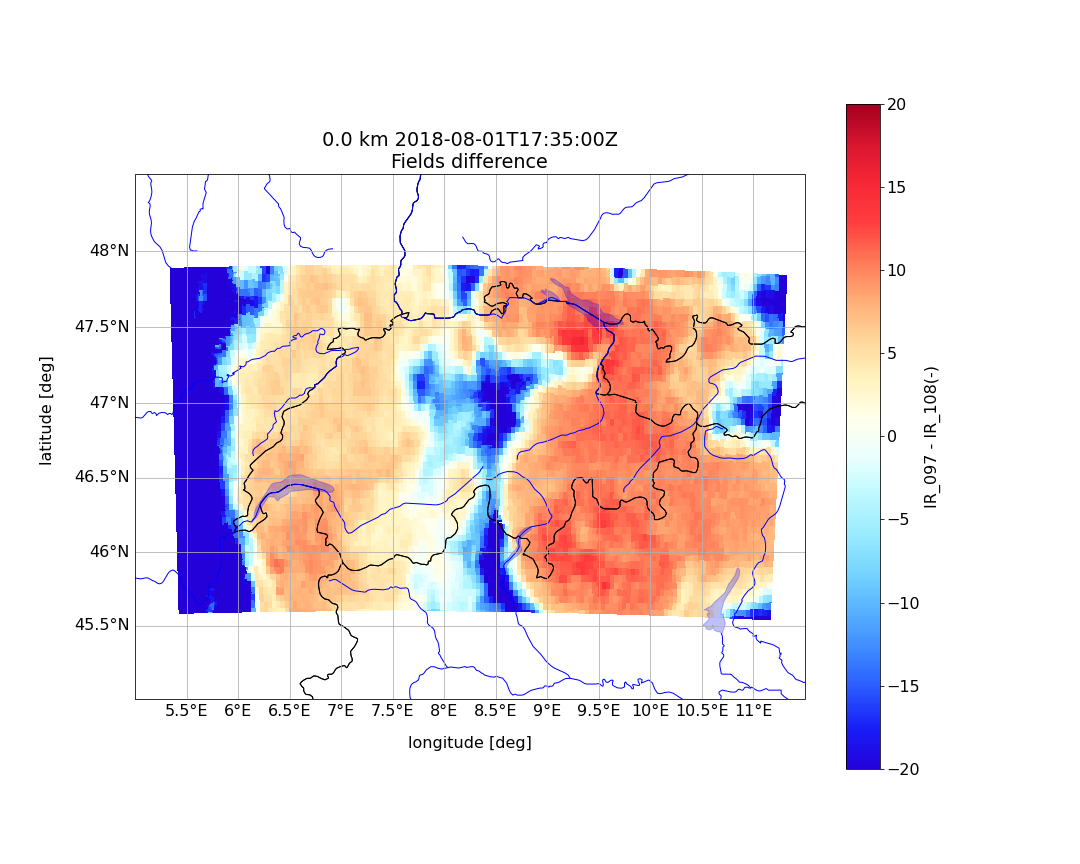 0.0 km 2018-08-01T17:35:00Z
Fields difference
48°N
47.5°N
47°N
46.5°N
46°N
45.5°N
latitude [deg]
5.5°E 6°E 6.5°E 7°E 7.5°E 8°E 8.5°E 9°E 9.5°E 10°E 10.5°E 11°E
longitude [deg]
20
15
10
5
0
−5
−10
−15
−20
IR_097 - IR_108(-)